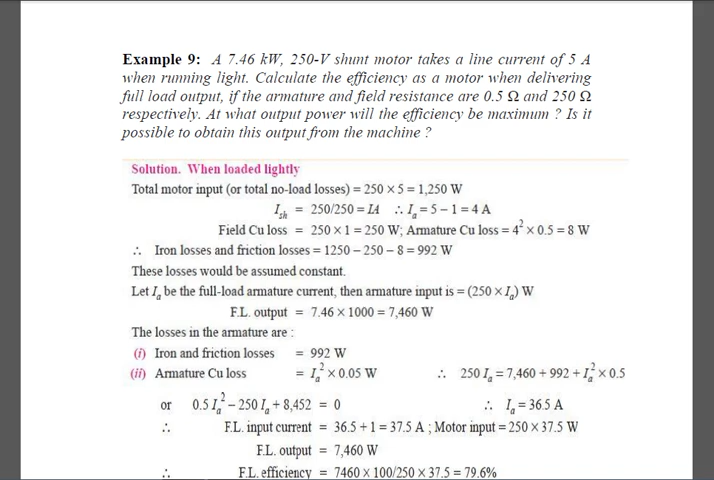 Example 9: A 7.46 kW, 250-V shunt motor takes a line current of 5 A
when running light. Calculate the efficiency as a motor when delivering
full load output, if the armature and field resistance are 0.5 Ω and 250 Ω
respectively. At what output power will the efficiency be maximum ? Is it
possible to obtain this output from the machine ?
Solution. When loaded lightly
Total motor input (or total no-load losses) = 250 × 5 = 1,250 W
I_sh = 250/250 = IA ∴ I_a = 5 – 1 = 4 A
Field Cu loss = 250 × 1 = 250 W; Armature Cu loss = 4² × 0.5 = 8 W
∴ Iron losses and friction losses = 1250 – 250 – 8 = 992 W
These losses would be assumed constant.
Let I_a be the full-load armature current, then armature input is = (250 × I_a) W
F.L. output = 7.46 × 1000 = 7,460 W
The losses in the armature are :
(i) Iron and friction losses = 992 W
(ii) Armature Cu loss = I_a² × 0.05 W ∴ 250 I_a = 7,460 + 992 + I_a² × 0.5
or 0.5 I_a² – 250 I_a + 8,452 = 0 ∴ I_a = 36.5 A
∴ F.L. input current = 36.5 + 1 = 37.5 A ; Motor input = 250 × 37.5 W
F.L. output = 7,460 W
∴ F.L. efficiency = 7460 × 100/250 × 37.5 = 79.6%